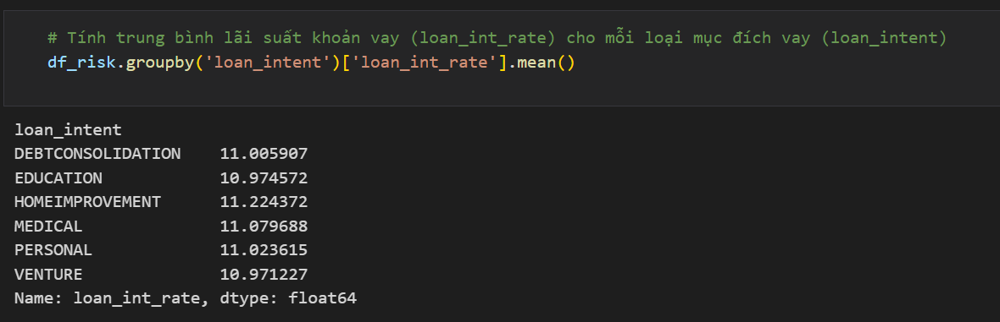 # Tính trung bình lãi suất khoản vay (loan_int_rate) cho mỗi loại mục đích vay (loan_intent)
df_risk.groupby('loan_intent')['loan_int_rate'].mean()
loan_intent
DEBTCONSOLIDATION    11.005907
EDUCATION            10.974572
HOMEIMPROVEMENT      11.224372
MEDICAL              11.079688
PERSONAL             11.023615
VENTURE              10.971227
Name: loan_int_rate, dtype: float64